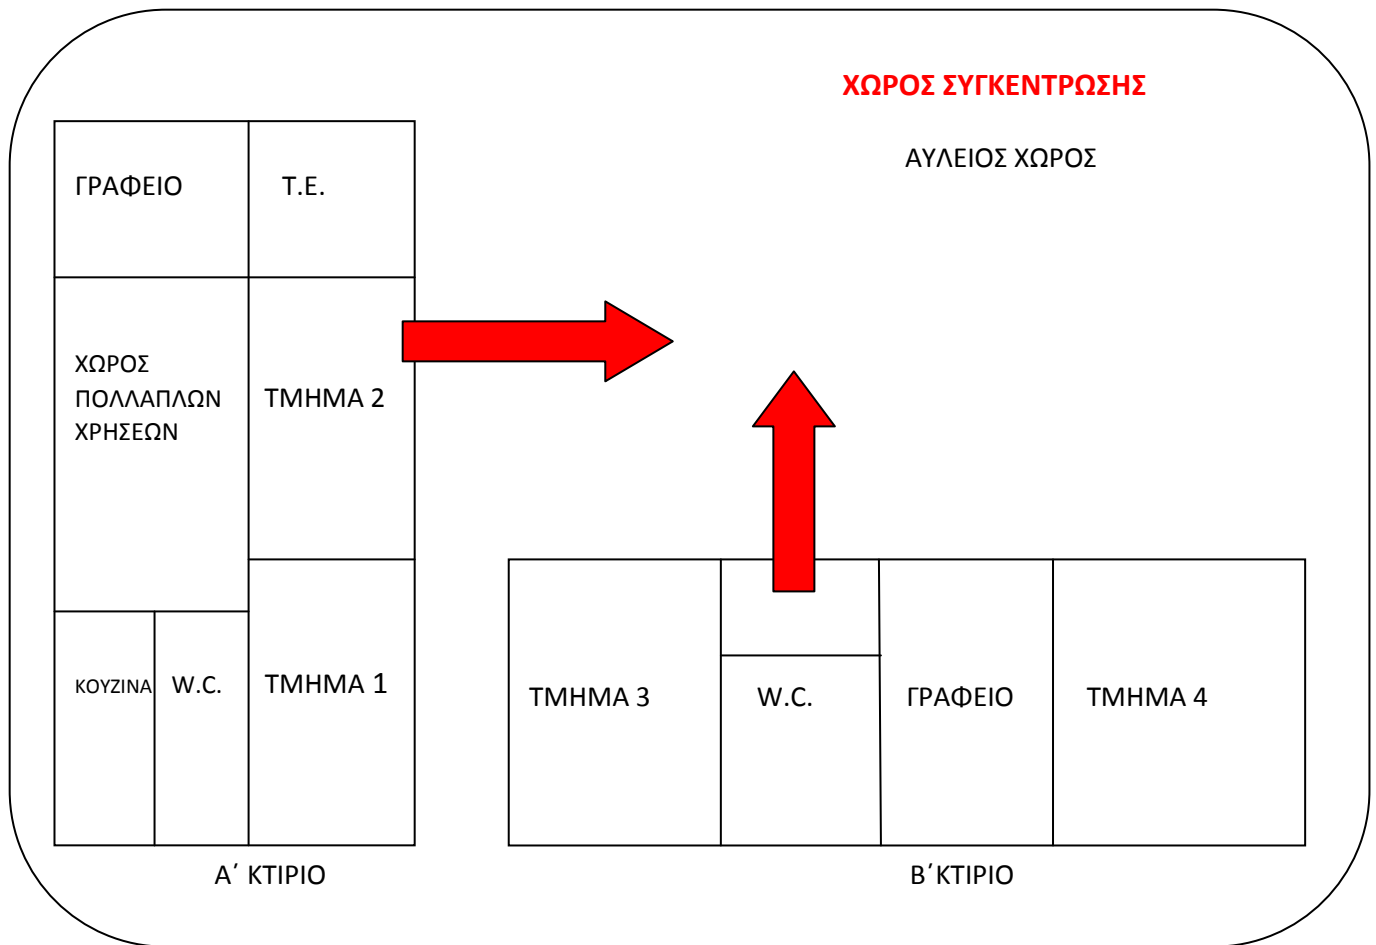 ΧΩΡΟΣ ΣΥΓΚΕΝΤΡΩΣΗΣ
ΑΥΛΕΙΟΣ ΧΩΡΟΣ
ΓΡΑΦΕΙΟ
Τ.Ε.
ΧΩΡΟΣ
ΠΟΛΛΑΠΛΩΝ
ΧΡΗΣΕΩΝ
ΤΜΗΜΑ 2
ΚΟΥΖΙΝΑ
W.C.
ΤΜΗΜΑ 1
ΤΜΗΜΑ 3
W.C.
ΓΡΑΦΕΙΟ
ΤΜΗΜΑ 4
Α΄ ΚΤΙΡΙΟ
Β΄ΚΤΙΡΙΟ